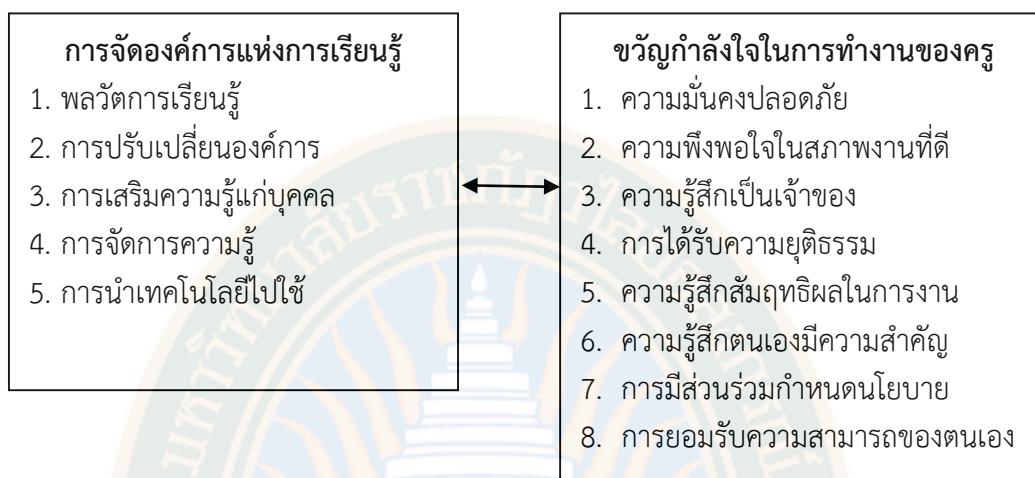 การจัดองค์การแห่งการเรียนรู้
1. พลวัตการเรียนรู้
2. การปรับเปลี่ยนองค์การ
3. การเสริมความรู้แก่บุคคล
4. การจัดการความรู้
5. การนำเทคโนโลยีไปใช้
ขวัญกำลังใจในการทำงานของครู
1. ความมั่นคงปลอดภัย
2. ความพึงพอใจในสภาพงานที่ดี
3. ความรู้สึกเป็นเจ้าของ
4. การได้รับความยุติธรรม
5. ความรู้สึกสัมฤทธิผลในการงาน
6. ความรู้สึกตนเองมีความสำคัญ
7. การมีส่วนร่วมกำหนดนโยบาย
8. การยอมรับความสามารถของตนเอง